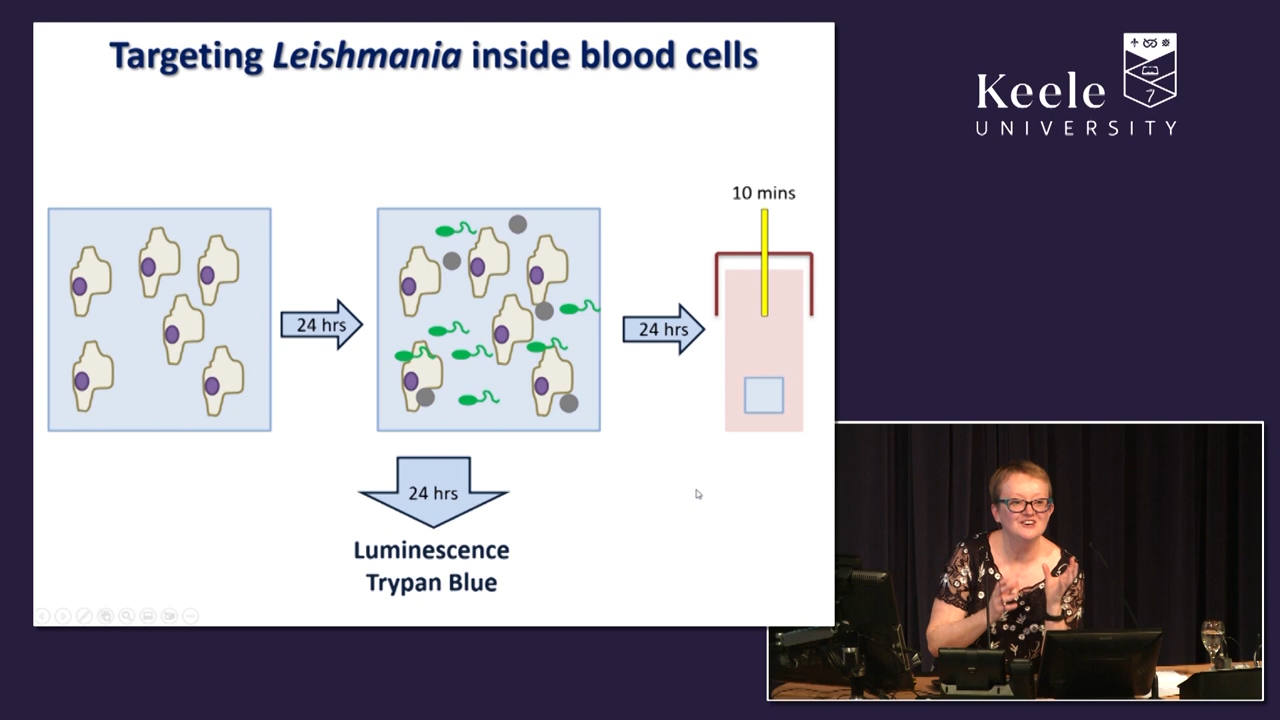 Targeting Leishmania inside blood cells
Keele
UNIVERSITY
10 mins
24 hrs
24 hrs
24 hrs
Luminescence
Trypan Blue